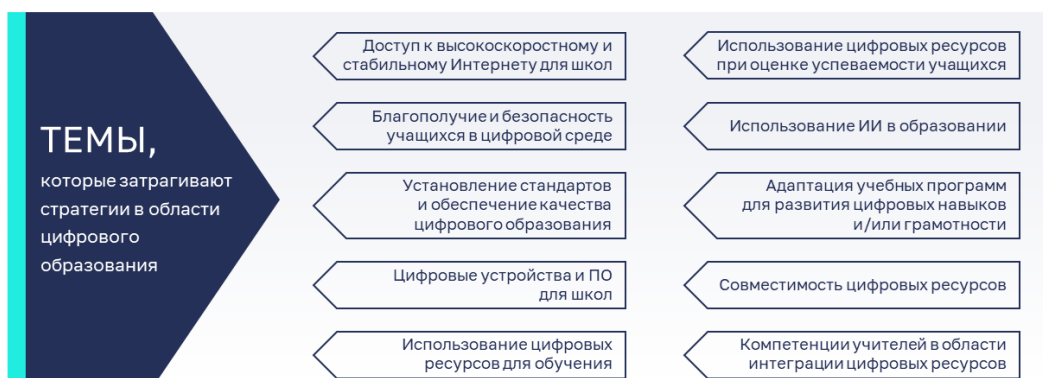 ТЕМЫ,
которые затрагивают
стратегии в области
цифрового
образования
Доступ к высокоскоростному и
стабильному Интернету для школ
Благополучие и безопасность
учащихся в цифровой среде
Установление стандартов
и обеспечение качества
цифрового образования
Цифровые устройства и ПО
для школ
Использование цифровых
ресурсов для обучения
Использование цифровых ресурсов
при оценке успеваемости учащихся
Использование ИИ в образовании
Адаптация учебных программ
для развития цифровых навыков
и/или грамотности
Совместимость цифровых ресурсов
Компетенции учителей в области
интеграции цифровых ресурсов